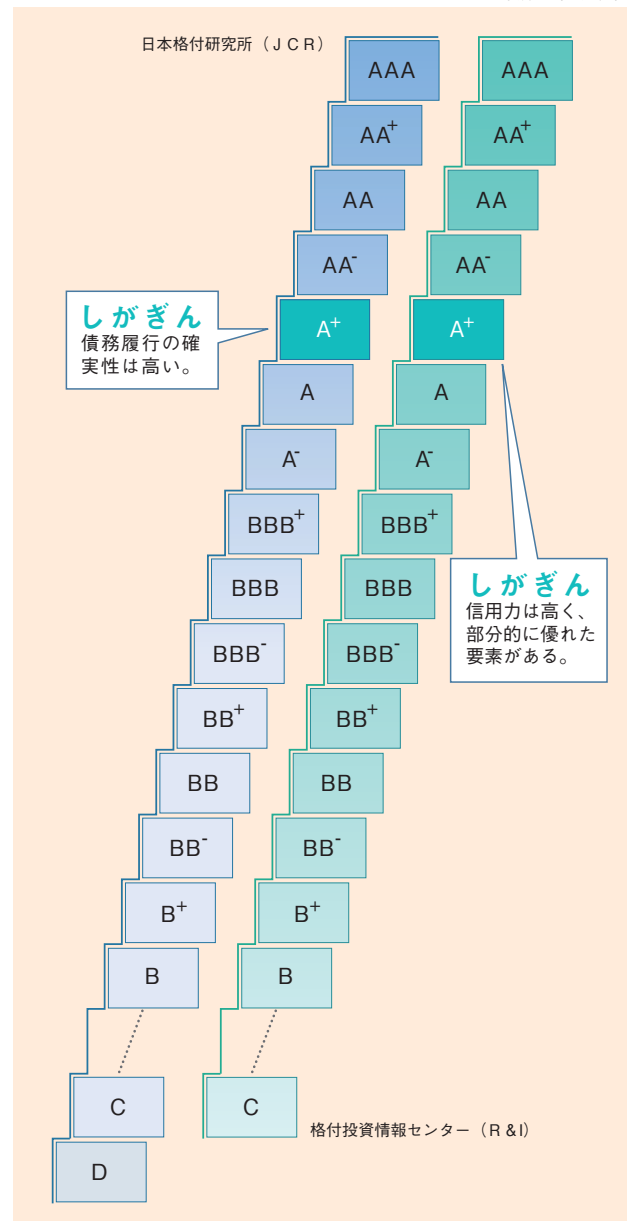 日本格付研究所（ＪＣＲ）
AAA
AA+
AA
AA-
A+
A
A-
BBB+
BBB
BBB-
BB+
BB
BB-
B+
B
C
D
しがぎん
債務履行の確
実性は高い。
AAA
AA+
AA
AA-
A+
A
A-
BBB+
BBB
BBB-
BB+
BB
BB-
B+
B
C
しがぎん
信用力は高く、
部分的に優れた
要素がある。
格付投資情報センター（Ｒ＆Ｉ）